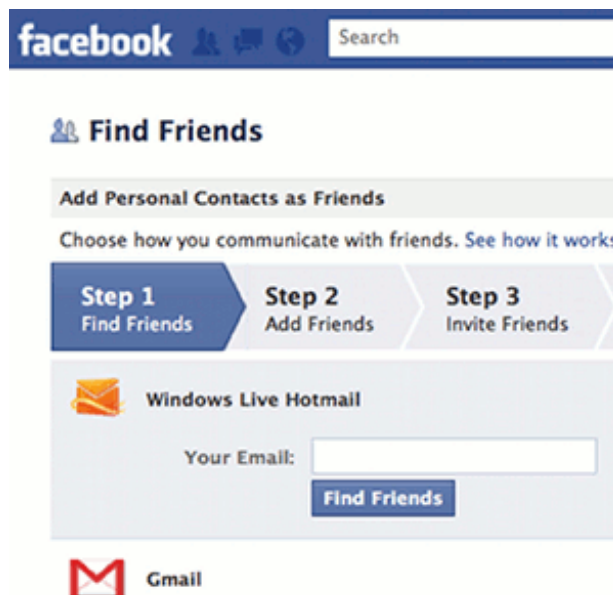 facebook Search
Find Friends
Add Personal Contacts as Friends
Choose how you communicate with friends. See how it works
Step 1 Step 2 Step 3
Find Friends Add Friends Invite Friends
Windows Live Hotmail
Your Email:
Find Friends
Gmail